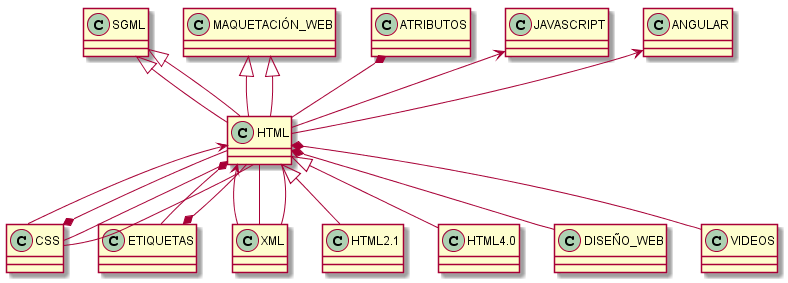 C SGML
C MAQUETACIÓN_WEB
C ATRIBUTOS
C JAVASCRIPT
C ANGULAR
C HTML
C CSS
C ETIQUETAS
C XML
C HTML2.1
C HTML4.0
C DISEÑO_WEB
C VIDEOS